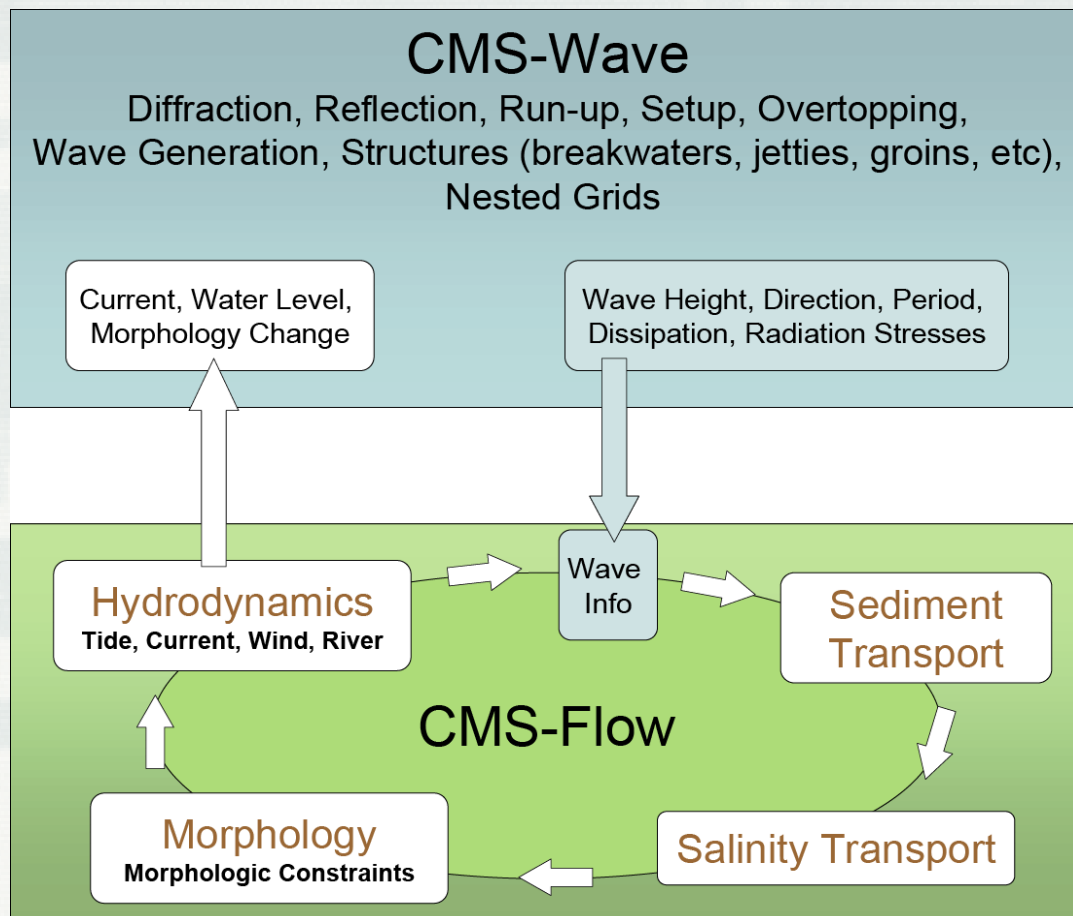 CMS-Wave
Diffraction, Reflection, Run-up, Setup, Overtopping,
Wave Generation, Structures (breakwaters, jetties, groins, etc),
Nested Grids
Current, Water Level,
Morphology Change
Wave Height, Direction, Period,
Dissipation, Radiation Stresses
Hydrodynamics
Tide, Current, Wind, River
Wave
Info
Sediment
Transport
CMS-Flow
Morphology
Morphologic Constraints
Salinity Transport